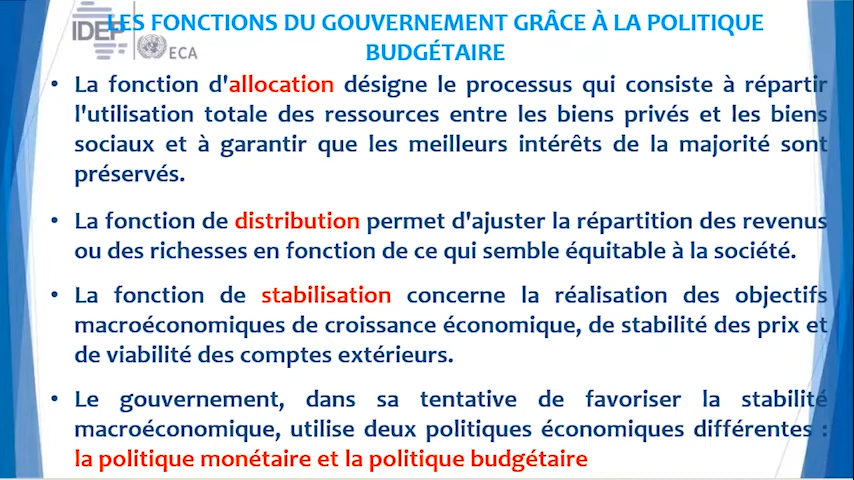 LES FONCTIONS DU GOUVERNEMENT GRÂCE À LA POLITIQUE
BUDGÉTAIRE
IDEP
ECA
• La fonction d'allocation désigne le processus qui consiste à répartir
l'utilisation totale des ressources entre les biens privés et les biens
sociaux et à garantir que les meilleurs intérêts de la majorité sont
préservés.
• La fonction de distribution permet d'ajuster la répartition des revenus
ou des richesses en fonction de ce qui semble équitable à la société.
• La fonction de stabilisation concerne la réalisation des objectifs
macroéconomiques de croissance économique, de stabilité des prix et
de viabilité des comptes extérieurs.
• Le gouvernement, dans sa tentative de favoriser la stabilité
macroéconomique, utilise deux politiques économiques différentes :
la politique monétaire et la politique budgétaire